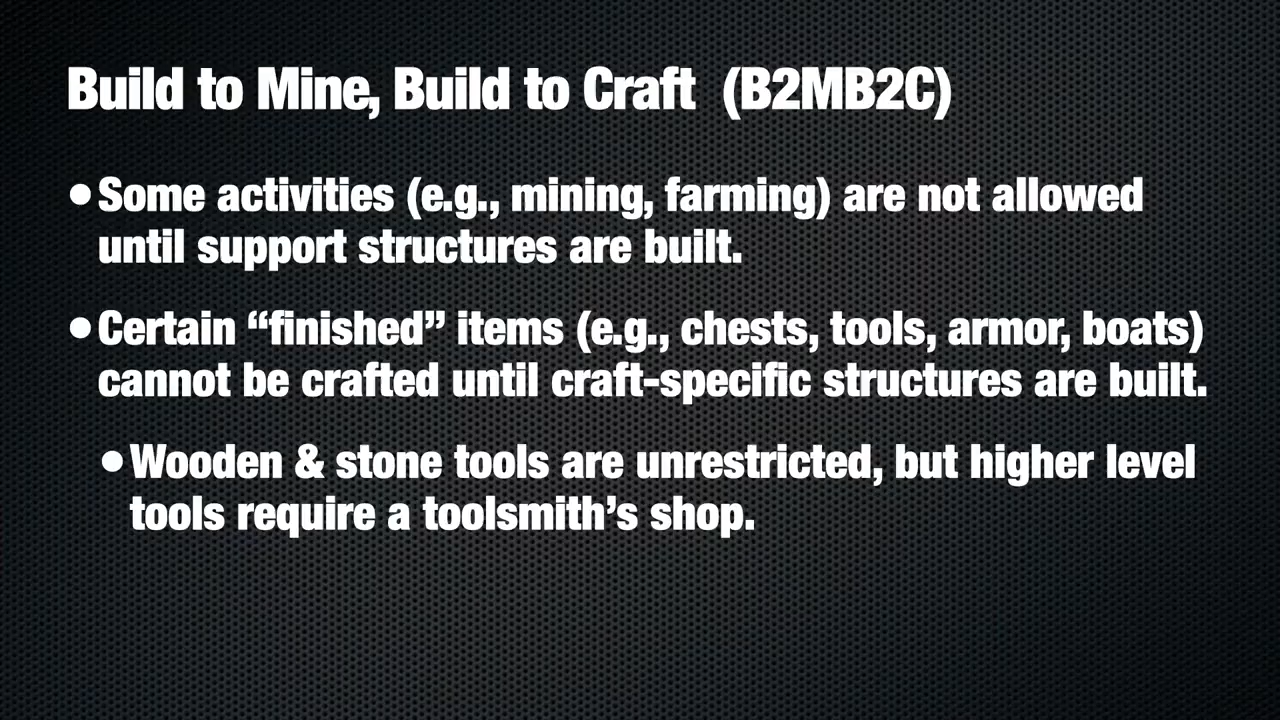 Build to Mine, Build to Craft (B2MB2C)
•Some activities (e.g., mining, farming) are not allowed
until support structures are built.
•Certain “finished” items (e.g., chests, tools, armor, boats)
cannot be crafted until craft-specific structures are built.
•Wooden & stone tools are unrestricted, but higher level
tools require a toolsmith’s shop.